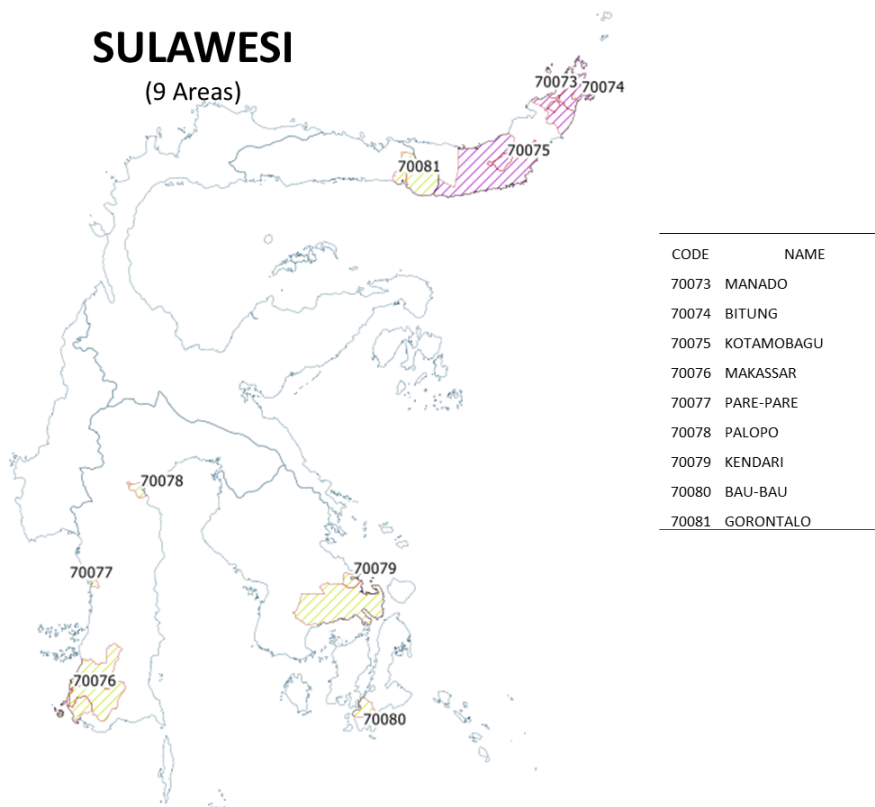 SULAWESI
(9 Areas)
70073
70074
70075
70081
70078
70077
70079
70076
70080
CODE NAME
70073 MANADO
70074 BITUNG
70075 KOTAMOBAGU
70076 MAKASSAR
70077 PARE-PARE
70078 PALOPO
70079 KENDARI
70080 BAU-BAU
70081 GORONTALO